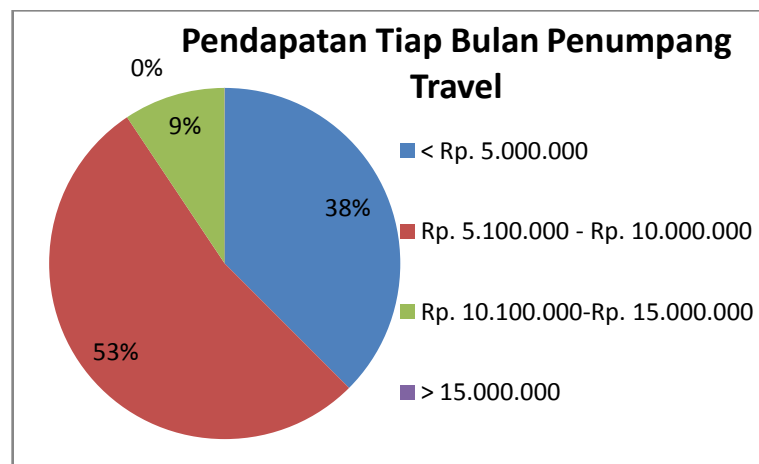 Pendapatan Tiap Bulan Penumpang
Travel
0%
9%
38%
53%
< Rp. 5.000.000
Rp. 5.100.000 - Rp. 10.000.000
Rp. 10.100.000-Rp. 15.000.000
> 15.000.000